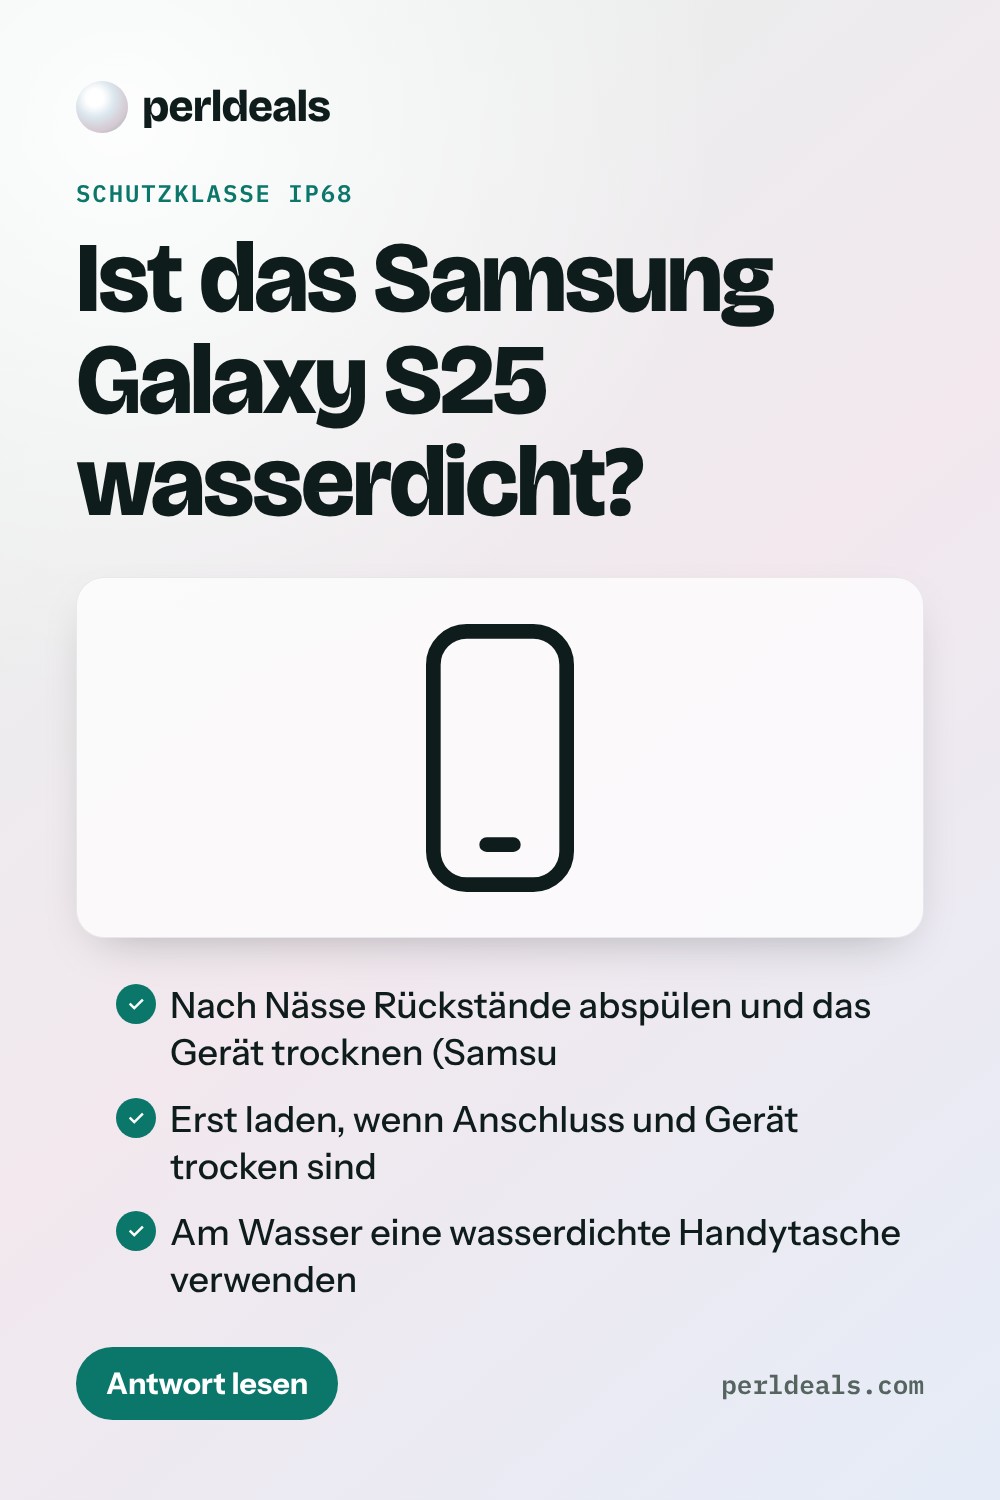 perldeals
SCHUTZKLASSE IP68
Ist das Samsung
Galaxy S25
wasserdicht?
Nach Nässe Rückstände abspülen und das
Gerät trocknen (Samsu
Erst laden, wenn Anschluss und Gerät
trocken sind
Am Wasser eine wasserdichte Handytasche
verwenden
Antwort lesen
perldeals.com